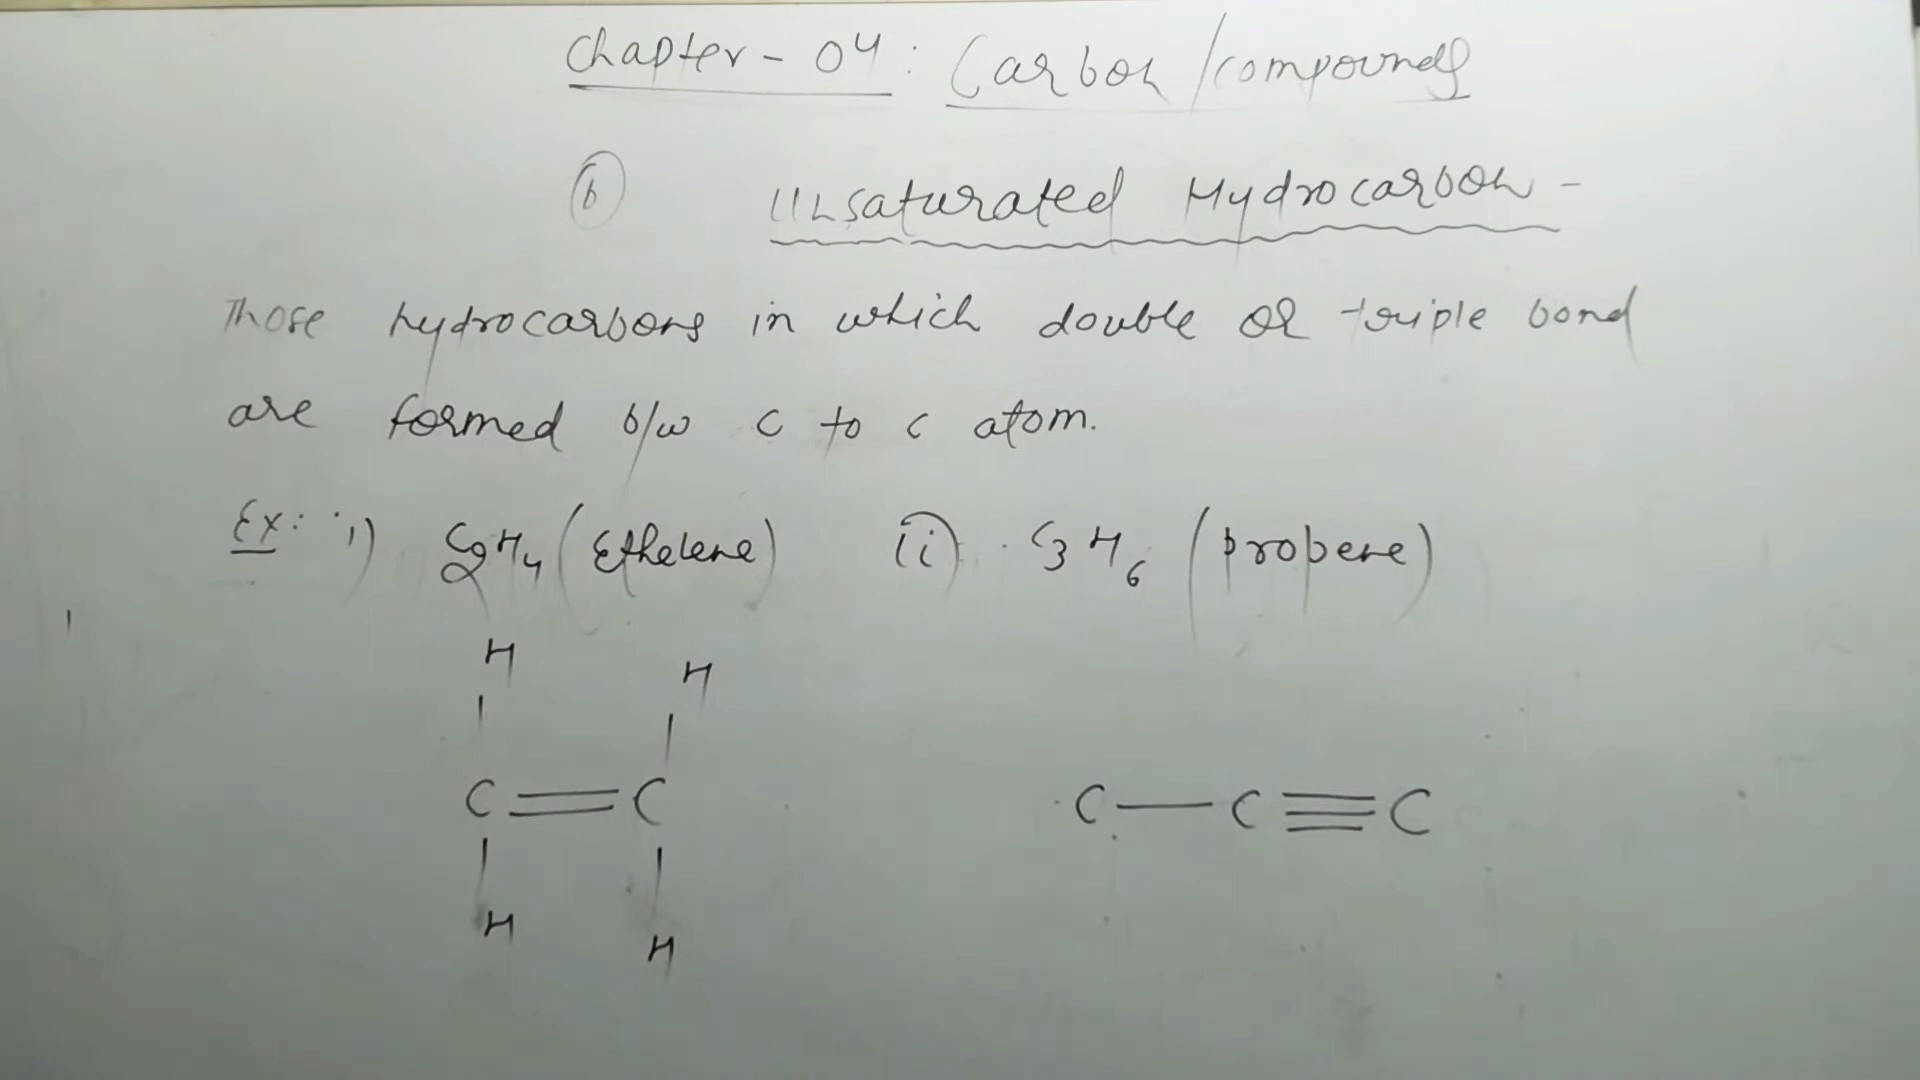 Chapter - 04 : Carbon / compounds
(b) Unsaturated Hydrocarbon -
Those hydrocarbons in which double or triple bond
are formed b/w C to C atom.
Ex: i) C2H4 (Ethelene) (ii) C3H6 (propene)
H H
C = C C — C ≡ C
H H